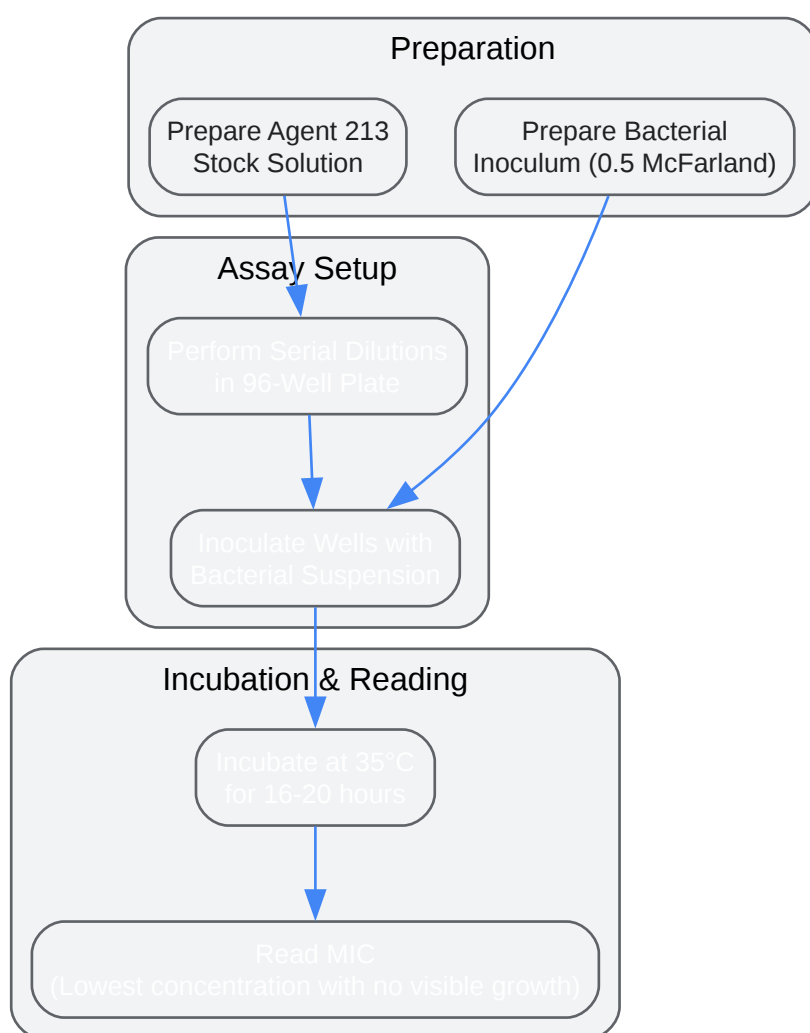 Preparation
Prepare Agent 213
Stock Solution
Prepare Bacterial
Inoculum (0.5 McFarland)
Assay Setup
Perform Serial Dilutions
in 96-Well Plate
Inoculate Wells with
Bacterial Suspension
Incubation & Reading
Incubate at 35°C
for 16-20 hours
Read MIC
(Lowest concentration with no visible growth)